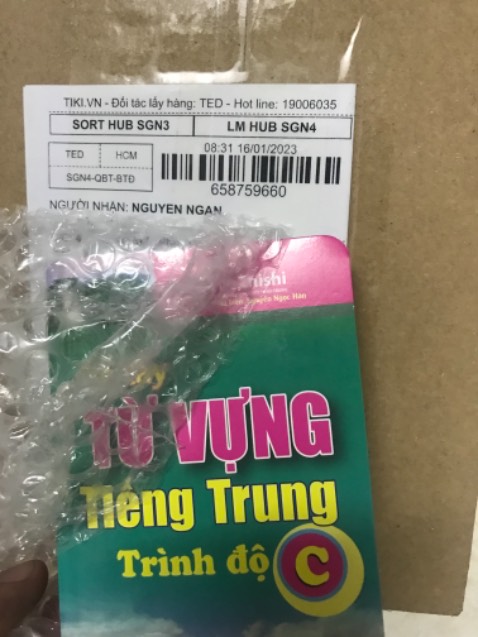 TIKI.VN - Đối tác lấy hàng: TED - Hot line: 19006035
SORT HUB SGN3 LM HUB SGN4
TED HCM 08:31 16/01/2023
SGN4-QBT-BTĐ
658759660
NGƯỜI NHẬN: NGUYEN NGAN
TỪ VỰNG
Tiếng Trung
Trình độ C